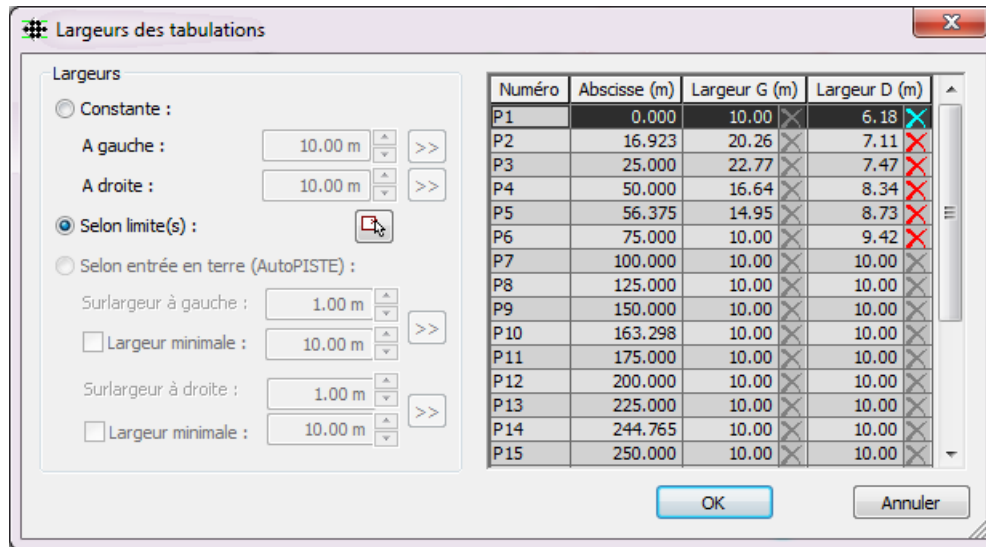 Largeurs des tabulations
Largeurs
Constante :
A gauche : 10.00 m >>
A droite : 10.00 m >>
Selon limite(s) :
Selon entrée en terre (AutoPISTE) :
Surlargeur à gauche : 1.00 m
>>
Largeur minimale : 10.00 m
Surlargeur à droite : 1.00 m
>>
Largeur minimale : 10.00 m
Numéro Abscisse (m) Largeur G (m) Largeur D (m)
P1 0.000 10.00 6.18
P2 16.923 20.26 7.11
P3 25.000 22.77 7.47
P4 50.000 16.64 8.34
P5 56.375 14.95 8.73
P6 75.000 10.00 9.42
P7 100.000 10.00 10.00
P8 125.000 10.00 10.00
P9 150.000 10.00 10.00
P10 163.298 10.00 10.00
P11 175.000 10.00 10.00
P12 200.000 10.00 10.00
P13 225.000 10.00 10.00
P14 244.765 10.00 10.00
P15 250.000 10.00 10.00
OK Annuler